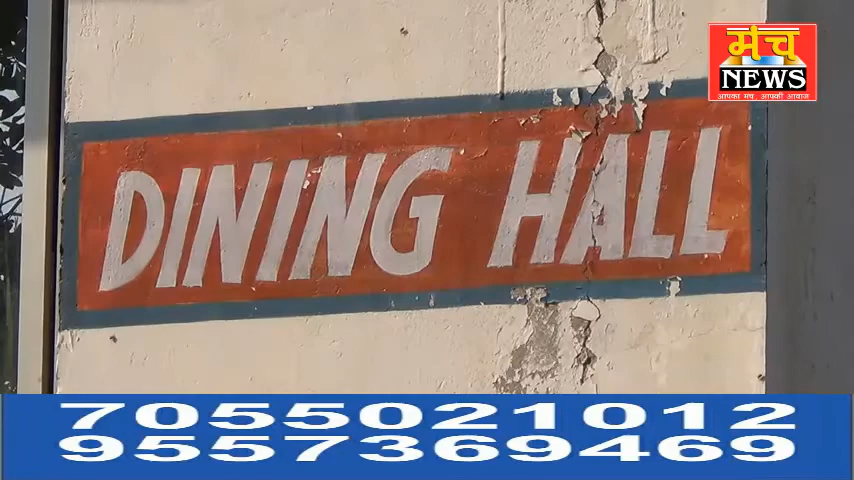 मंच
NEWS
आपका मंच, आपकी आवाज
DINING HALL
7055021012
9557369469